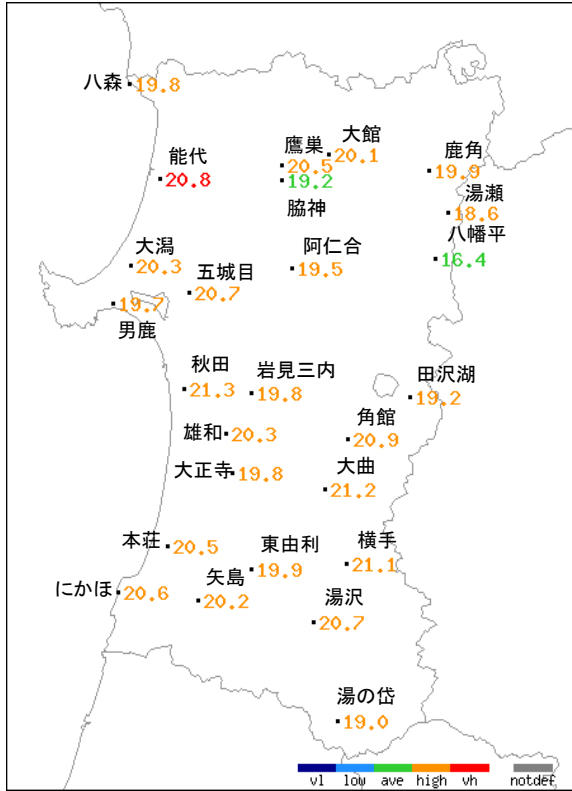 八森
19.8
能代
20.8
鷹巣
20.5
19.2
脇神
大館
20.1
鹿角
19.9
湯瀬
18.6
八幡平
16.4
大潟
20.3
五城目
20.7
阿仁合
19.5
19.7
男鹿
秋田
21.3
岩見三内
19.8
田沢湖
19.2
雄和
20.3
角館
20.9
大正寺
19.8
大曲
21.2
本荘
20.5
東由利
19.9
横手
21.1
にかほ
20.6
矢島
20.2
湯沢
20.7
湯の岱
19.0
vl low ave high vh notdef